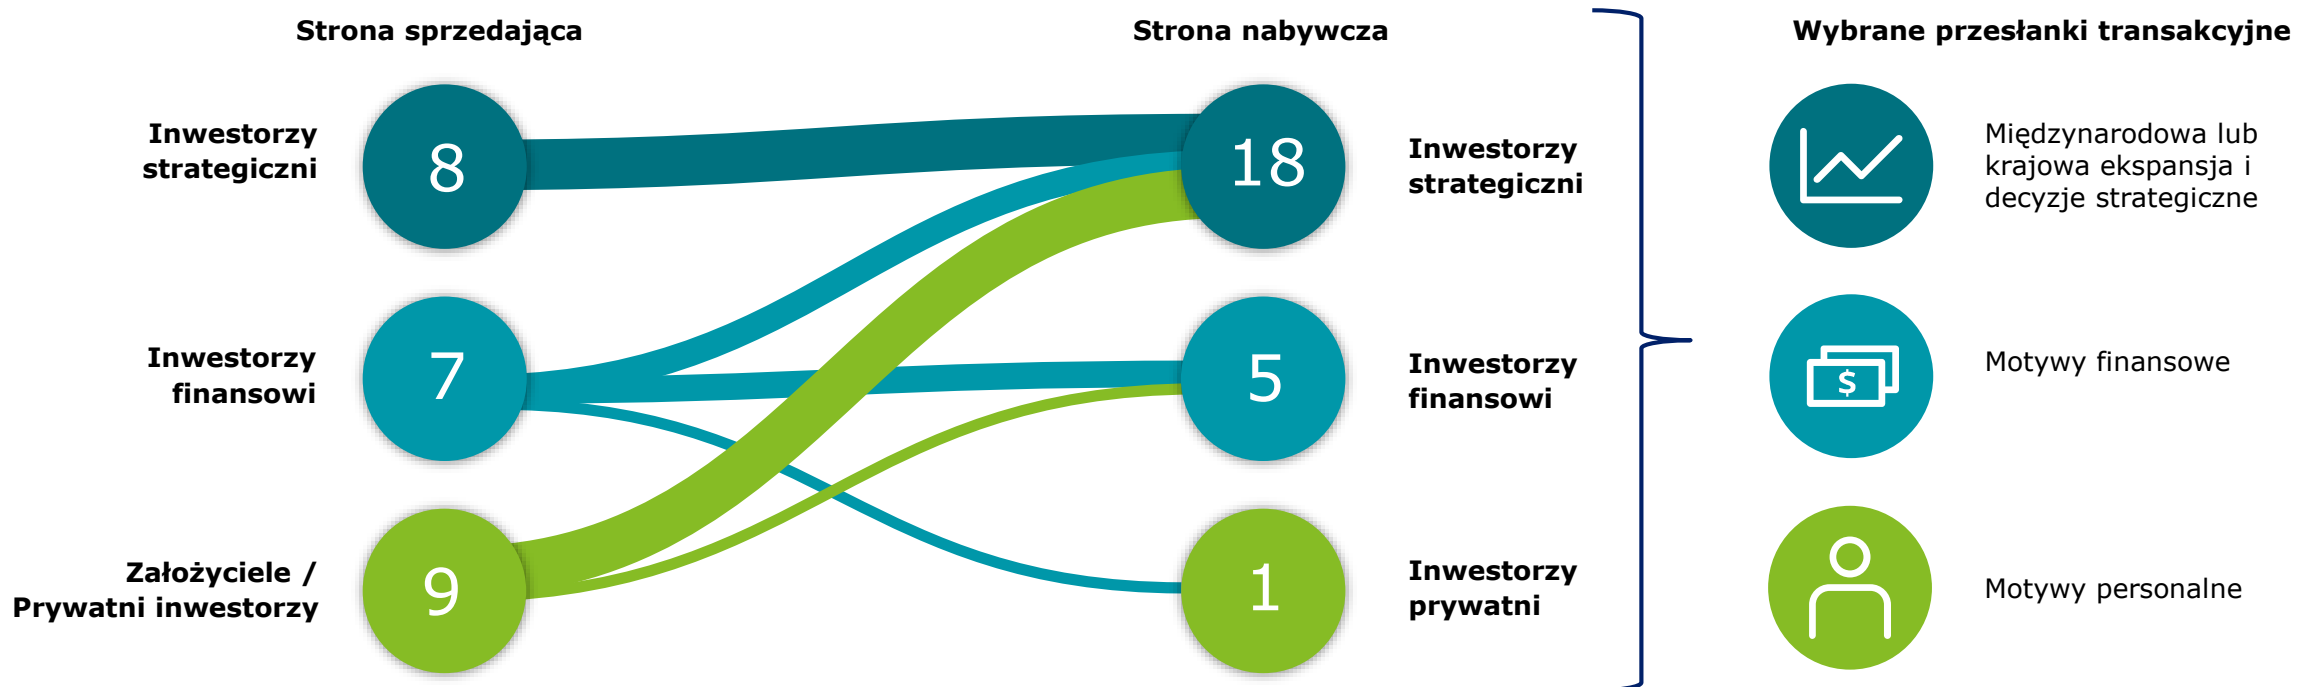 Strona sprzedająca
Strona nabywcza
Wybrane przesłanki transakcyjne
Inwestorzy
strategiczni
8
18
Inwestorzy
strategiczni
Międzynarodowa lub
krajowa ekspansja i
decyzje strategiczne
Inwestorzy
finansowi
7
5
Inwestorzy
finansowi
$
Motywy finansowe
Założyciele /
Prywatni inwestorzy
9
1
Inwestorzy
prywatni
Motywy personalne